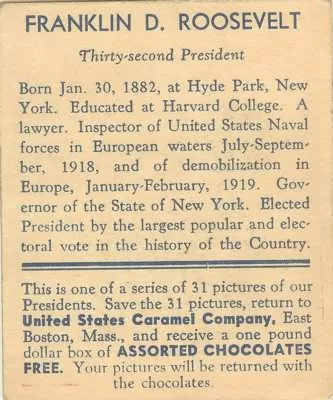 FRANKLIN D. ROOSEVELT
Thirty-second President
Born Jan. 30, 1882, at Hyde Park, New
York. Educated at Harvard College. A
lawyer. Inspector of United States Naval
forces in European waters July-Septem-
ber, 1918, and of demobilization in
Europe, January-February, 1919. Gov-
ernor of the State of New York. Elected
President by the largest popular and elec-
toral vote in the history of the Country.
This is one of a series of 31 pictures of our
Presidents. Save the 31 pictures, return to
United States Caramel Company, East
Boston, Mass., and receive a one pound
dollar box of ASSORTED CHOCOLATES
FREE. Your pictures will be returned with
the chocolates.